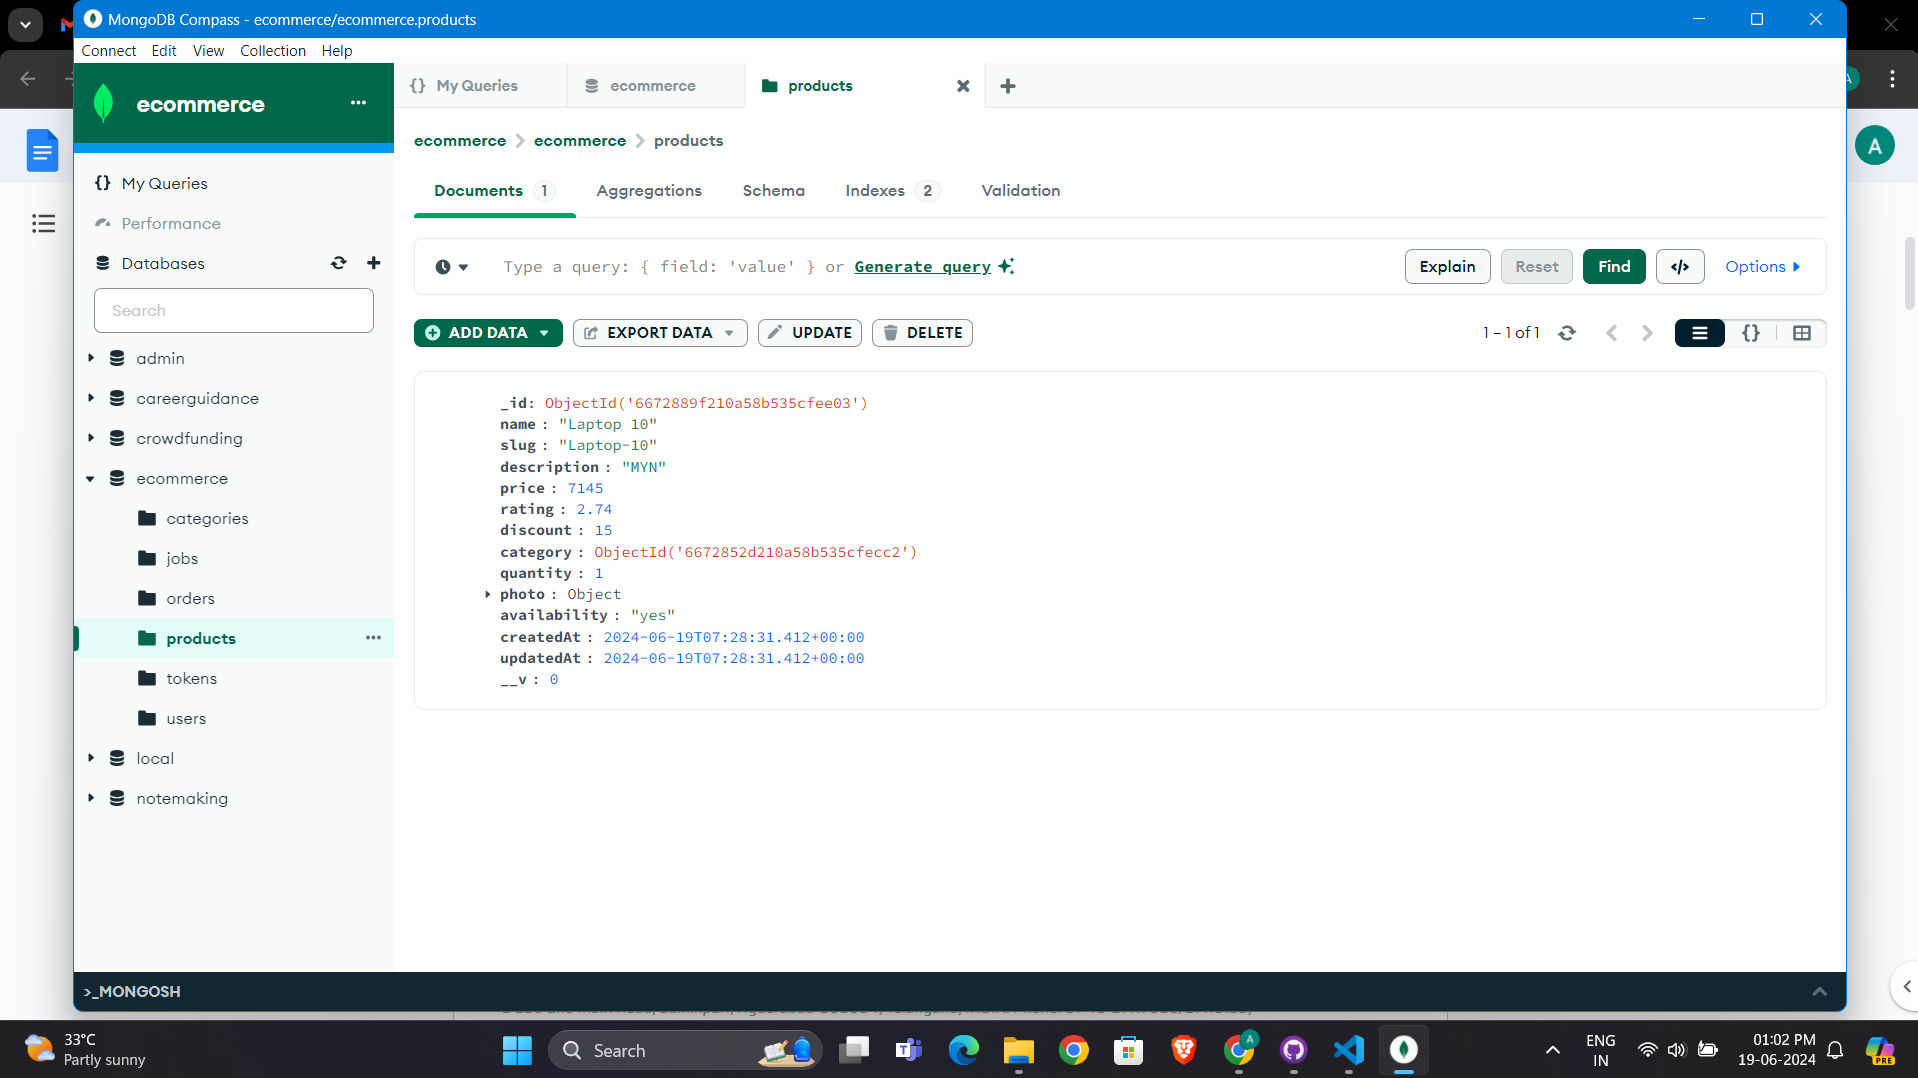 MongoDB Compass - ecommerce/ecommerce.products
Connect Edit View Collection Help
ecommerce
My Queries
ecommerce
products
ecommerce > ecommerce > products
Documents 1 Aggregations Schema Indexes 2 Validation
My Queries
Performance
Databases
Search
admin
careerguidance
crowdfunding
ecommerce
categories
jobs
orders
products
tokens
users
local
notemaking
Type a query: { field: 'value' } or Generate query
Explain Reset Find </> Options
ADD DATA EXPORT DATA UPDATE DELETE
1 – 1 of 1
{}
_id: ObjectId('6672889f210a58b535cfee03')
name : "Laptop 10"
slug : "Laptop-10"
description : "MYN"
price : 7145
rating : 2.74
discount : 15
category : ObjectId('6672852d210a58b535cfecc2')
quantity : 1
photo : Object
availability : "yes"
createdAt : 2024-06-19T07:28:31.412+00:00
updatedAt : 2024-06-19T07:28:31.412+00:00
__v : 0
>_MONGOSH
A
A
33°C
Partly sunny
Search
A
ENG
IN
01:02 PM
19-06-2024
PRE